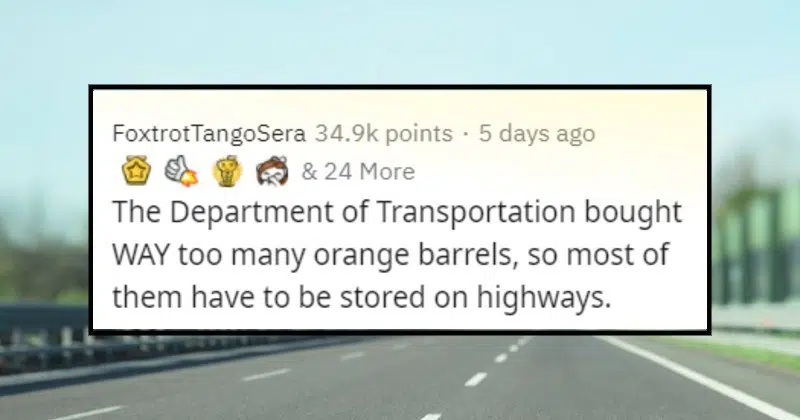 FoxtrotTangoSera 34.9k points · 5 days ago
& 24 More
The Department of Transportation bought
WAY too many orange barrels, so most of
them have to be stored on highways.